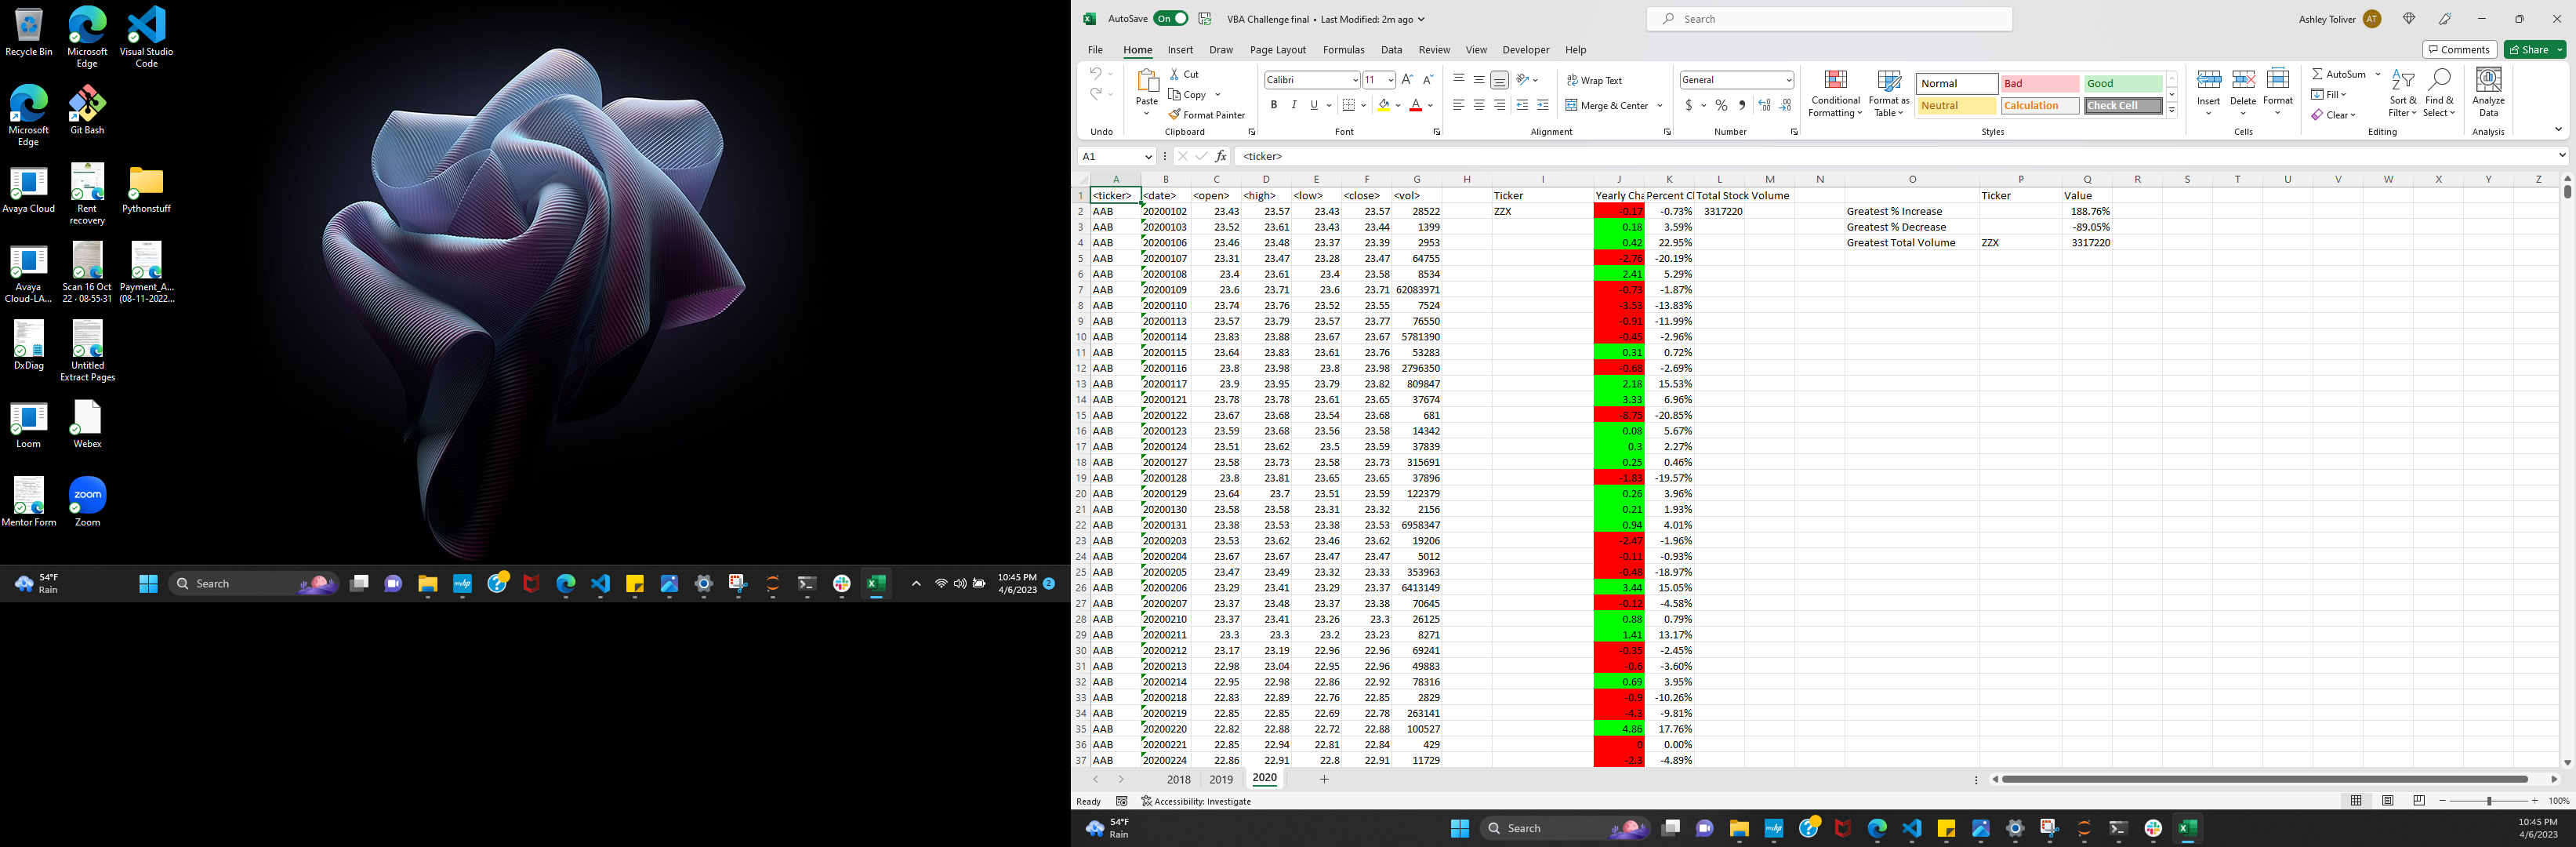 Recycle Bin
Microsoft Edge
Visual Studio Code
Microsoft Edge
Git Bash
Avaya Cloud
Rent recovery
Pythonstuff
Avaya Cloud-LA...
Scan 16 Oct 22 · 08·55·31
Payment_A... (08-11-2022...
DxDiag
Untitled Extract Pages
Loom
Webex
Mentor Form
zoom
Zoom
54°F
Rain
Search
10:45 PM
4/6/2023
2
AutoSave On
VBA Challenge final • Last Modified: 2m ago
Search
Ashley Toliver AT
File Home Insert Draw Page Layout Formulas Data Review View Developer Help
Comments Share
Undo
Paste Cut Copy Format Painter
Clipboard
Calibri 11
B I U
Font
Wrap Text
Merge & Center
Alignment
General
Number
Conditional Formatting
Format as Table
Normal Bad Good
Neutral Calculation Check Cell
Styles
Insert Delete Format
Cells
AutoSum
Fill
Clear
Sort & Filter
Find & Select
Editing
Analyze Data
Analysis
A1 fx <ticker>
A B C D E F G H I J K L M N O P Q R S T U V W X Y Z
1 <ticker> <date> <open> <high> <low> <close> <vol> Ticker Yearly Cha Percent Cl Total Stock Volume Ticker Value
2 AAB 20200102 23.43 23.57 23.43 23.57 28522 ZZX -0.17 -0.73% 3317220 Greatest % Increase 188.76%
3 AAB 20200103 23.52 23.61 23.43 23.44 1399 0.18 3.59% Greatest % Decrease -89.05%
4 AAB 20200106 23.46 23.48 23.37 23.39 2953 0.42 22.95% Greatest Total Volume ZZX 3317220
5 AAB 20200107 23.31 23.47 23.28 23.47 64755 -2.76 -20.19%
6 AAB 20200108 23.4 23.61 23.4 23.58 8534 2.41 5.29%
7 AAB 20200109 23.6 23.71 23.6 23.71 62083971 -0.73 -1.87%
8 AAB 20200110 23.74 23.76 23.52 23.55 7524 -3.53 -13.83%
9 AAB 20200113 23.57 23.79 23.57 23.77 76550 -0.91 -11.99%
10 AAB 20200114 23.83 23.88 23.67 23.67 5781390 -0.45 -2.96%
11 AAB 20200115 23.64 23.83 23.61 23.76 53283 0.31 0.72%
12 AAB 20200116 23.8 23.98 23.8 23.98 2796350 -0.68 -2.69%
13 AAB 20200117 23.9 23.95 23.79 23.82 809847 2.18 15.53%
14 AAB 20200121 23.78 23.78 23.61 23.65 37674 3.33 6.96%
15 AAB 20200122 23.67 23.68 23.54 23.68 681 -8.75 -20.85%
16 AAB 20200123 23.59 23.68 23.56 23.58 14342 0.08 5.67%
17 AAB 20200124 23.51 23.62 23.5 23.59 37839 0.3 2.27%
18 AAB 20200127 23.58 23.73 23.58 23.73 315691 0.25 0.46%
19 AAB 20200128 23.8 23.81 23.65 23.65 37896 -1.83 -19.57%
20 AAB 20200129 23.64 23.7 23.51 23.59 122379 0.26 3.96%
21 AAB 20200130 23.58 23.58 23.31 23.32 2156 0.21 1.93%
22 AAB 20200131 23.38 23.53 23.38 23.53 6958347 0.94 4.01%
23 AAB 20200203 23.53 23.62 23.46 23.62 19206 -2.47 -1.96%
24 AAB 20200204 23.67 23.67 23.47 23.47 5012 -0.11 -0.93%
25 AAB 20200205 23.47 23.49 23.32 23.33 353963 -0.48 -18.97%
26 AAB 20200206 23.29 23.41 23.29 23.37 6413149 3.44 15.05%
27 AAB 20200207 23.37 23.48 23.37 23.38 70645 -0.12 -4.58%
28 AAB 20200210 23.37 23.41 23.26 23.3 26125 0.88 0.79%
29 AAB 20200211 23.3 23.3 23.2 23.23 8271 1.41 13.17%
30 AAB 20200212 23.17 23.19 22.96 22.96 69241 -0.35 -2.45%
31 AAB 20200213 22.98 23.04 22.95 22.96 49883 -0.6 -3.60%
32 AAB 20200214 22.95 22.98 22.86 22.92 78316 0.69 3.95%
33 AAB 20200218 22.83 22.89 22.76 22.85 2829 -0.9 -10.26%
34 AAB 20200219 22.85 22.85 22.69 22.78 263141 -4.3 -9.81%
35 AAB 20200220 22.82 22.88 22.72 22.88 100527 4.86 17.76%
36 AAB 20200221 22.85 22.94 22.81 22.84 429 0 0.00%
37 AAB 20200224 22.86 22.91 22.8 22.91 11729 -2.3 -4.89%
2018 2019 2020
Ready Accessibility: Investigate 100%
54°F
Rain
Search
10:45 PM
4/6/2023